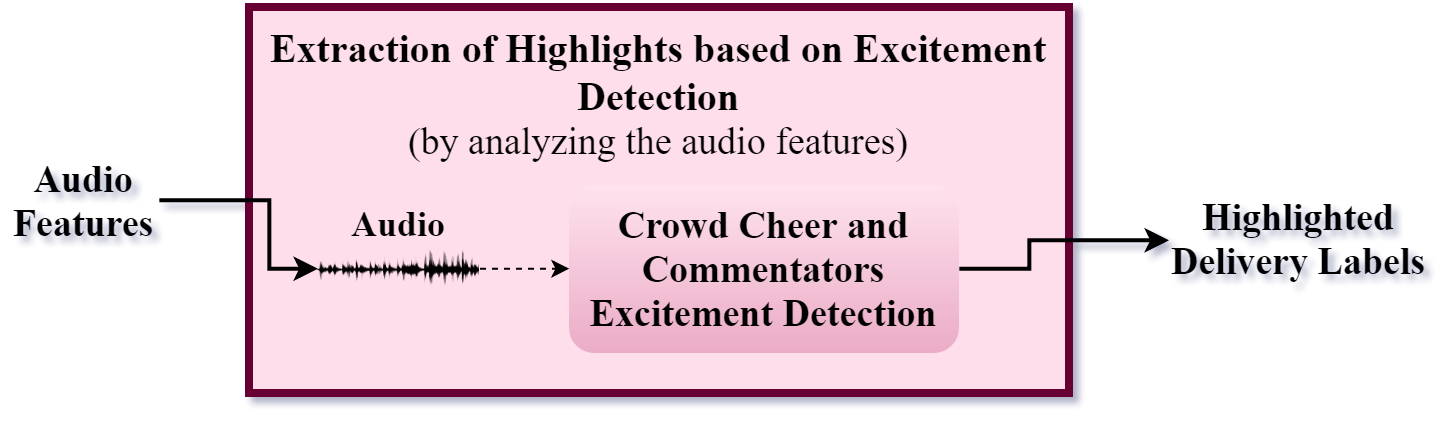 Extraction of Highlights based on Excitement
Detection
(by analyzing the audio features)
Audio
Features
Audio
Crowd Cheer and
Commentators
Excitement Detection
Highlighted
Delivery Labels